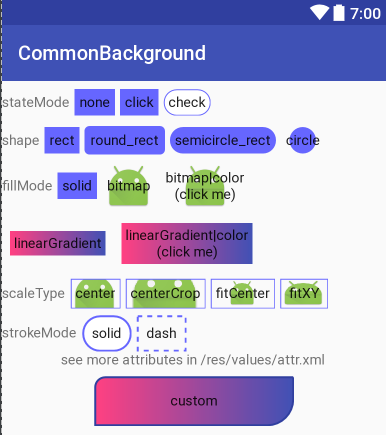 7:00
CommonBackground
stateMode none click check
shape rect round_rect semicircle_rect circle
fillMode solid bitmap bitmap|color
(click me)
linearGradient linearGradient|color
(click me)
scaleType center centerCrop fitCenter fitXY
strokeMode solid dash
see more attributes in /res/values/attr.xml
custom